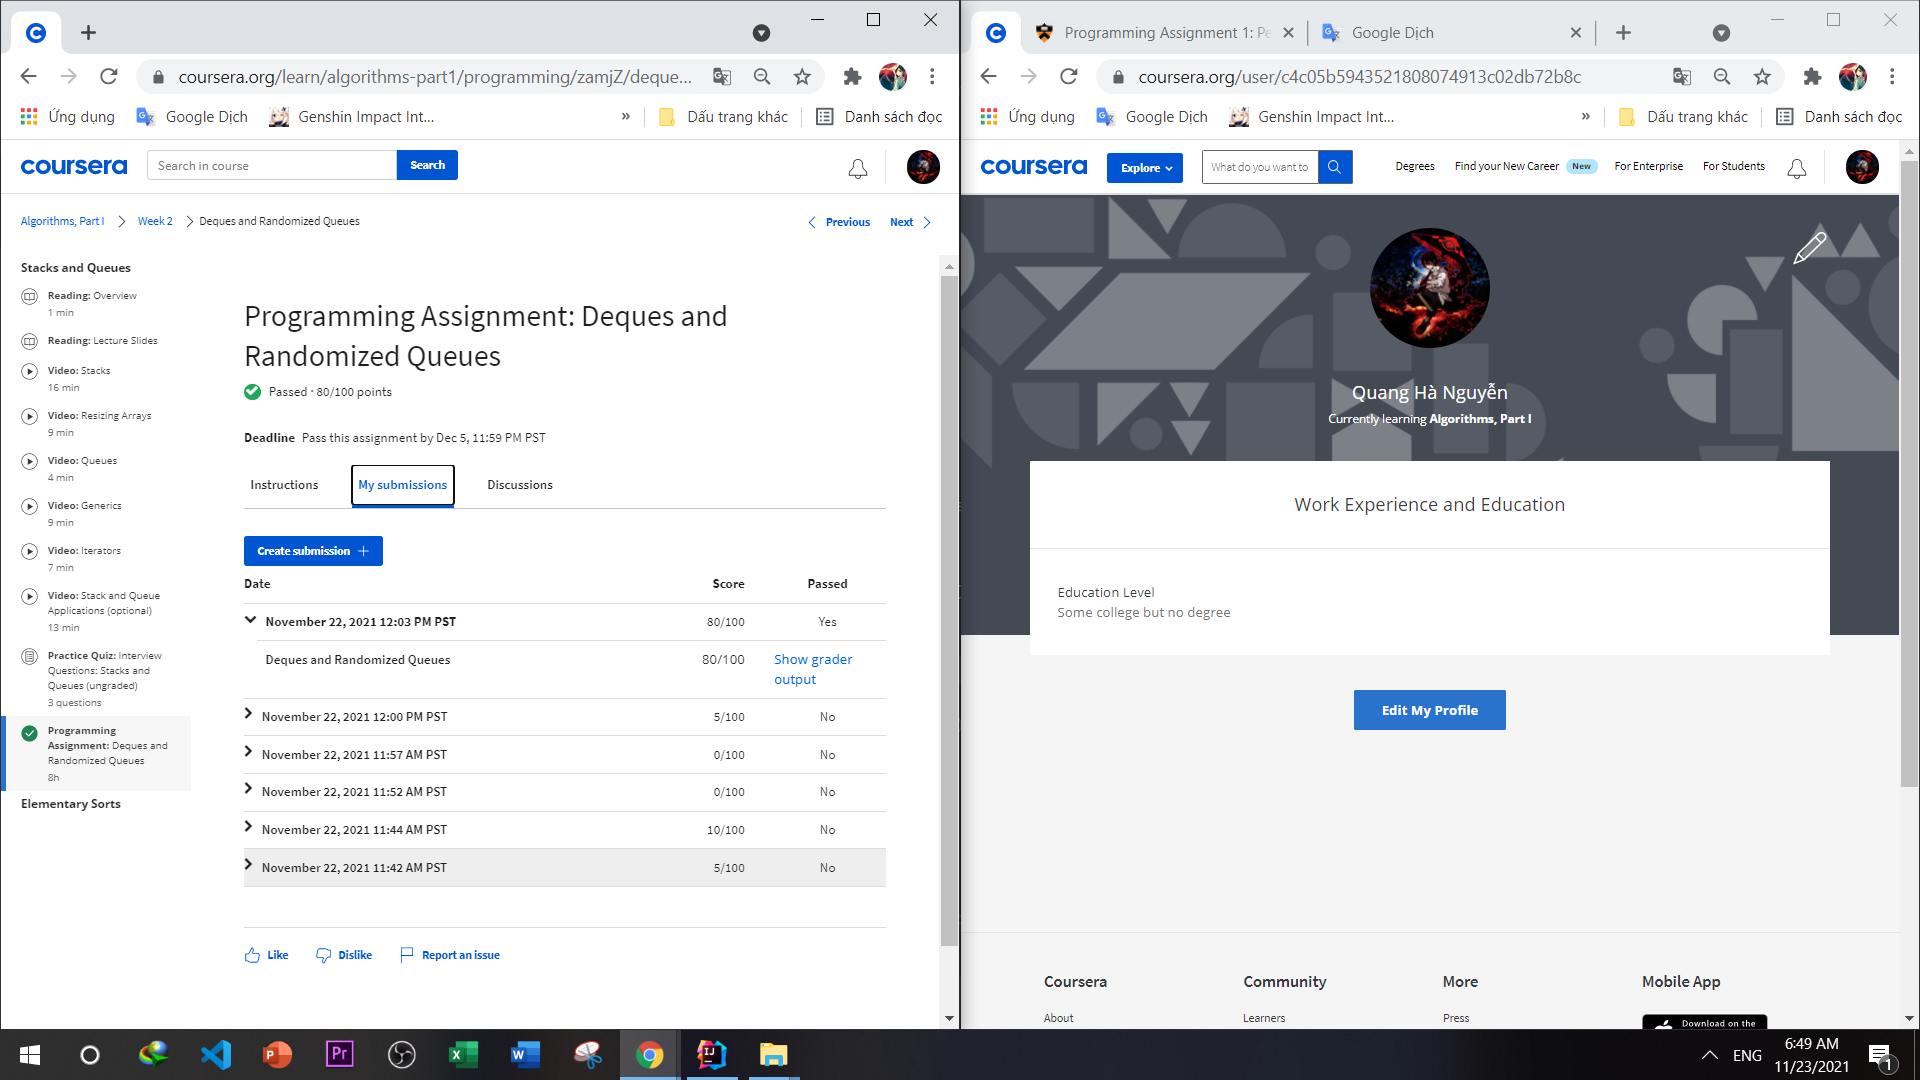 coursera.org/learn/algorithms-part1/programming/zamjZ/deque...
Ứng dụng
Google Dịch
Genshin Impact Int...
»
Dấu trang khác
Danh sách đọc
coursera
Search in course
Search
Algorithms, Part I
Week 2
Deques and Randomized Queues
Previous
Next
Stacks and Queues
Reading: Overview
1 min
Reading: Lecture Slides
Video: Stacks
16 min
Video: Resizing Arrays
9 min
Video: Queues
4 min
Video: Generics
9 min
Video: Iterators
7 min
Video: Stack and Queue
Applications (optional)
13 min
Practice Quiz: Interview
Questions: Stacks and
Queues (ungraded)
3 questions
Programming
Assignment: Deques and
Randomized Queues
8h
Elementary Sorts
Programming Assignment: Deques and
Randomized Queues
Passed · 80/100 points
Deadline Pass this assignment by Dec 5, 11:59 PM PST
Instructions
My submissions
Discussions
Create submission
Date Score Passed
November 22, 2021 12:03 PM PST 80/100 Yes
Deques and Randomized Queues 80/100 Show grader
output
November 22, 2021 12:00 PM PST 5/100 No
November 22, 2021 11:57 AM PST 0/100 No
November 22, 2021 11:52 AM PST 0/100 No
November 22, 2021 11:44 AM PST 10/100 No
November 22, 2021 11:42 AM PST 5/100 No
Like
Dislike
Report an issue
Programming Assignment 1: Pe
Google Dịch
coursera.org/user/c4c05b5943521808074913c02db72b8c
Ứng dụng
Google Dịch
Genshin Impact Int...
»
Dấu trang khác
Danh sách đọc
coursera
Explore
What do you want to
Degrees
Find your New Career
New
For Enterprise
For Students
Quang Hà Nguyễn
Currently learning Algorithms, Part I
Work Experience and Education
Education Level
Some college but no degree
Edit My Profile
Coursera
Community
More
Mobile App
About
Learners
Press
Download on the
P
Pr
X
W
IJ
ENG
6:49 AM
11/23/2021
1